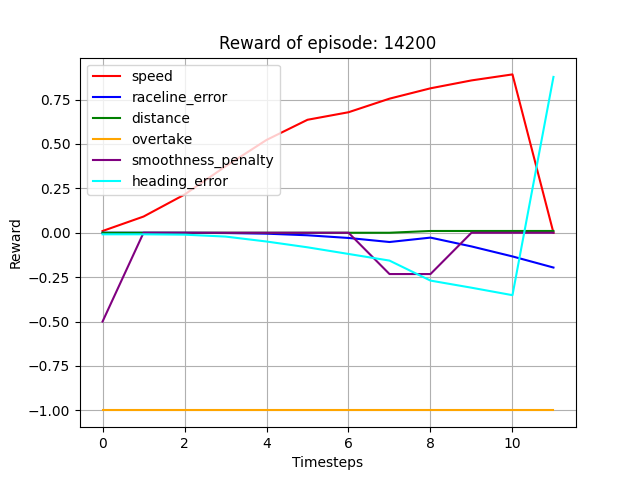 Reward of episode: 14200
speed
raceline_error
distance
overtake
smoothness_penalty
heading_error
0.75
0.50
0.25
0.00
−0.25
−0.50
−0.75
−1.00
Reward
0 2 4 6 8 10
Timesteps